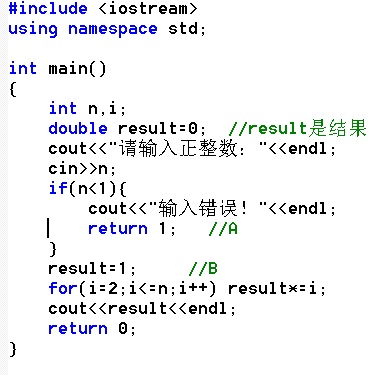 #include <iostream>
using namespace std;

int main()
{
    int n,i;
    double result=0;  //result是结果
    cout<<"请输入正整数："<<endl;
    cin>>n;
    if(n<1){
        cout<<"输入错误！"<<endl;
        return 1;   //A
    }
    result=1;     //B
    for(i=2;i<=n;i++) result*=i;
    cout<<result<<endl;
    return 0;
}